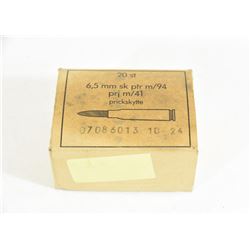 20 st
6,5 mm sk ptr m/94
prj m/41
prickskytte
07086013 10-24